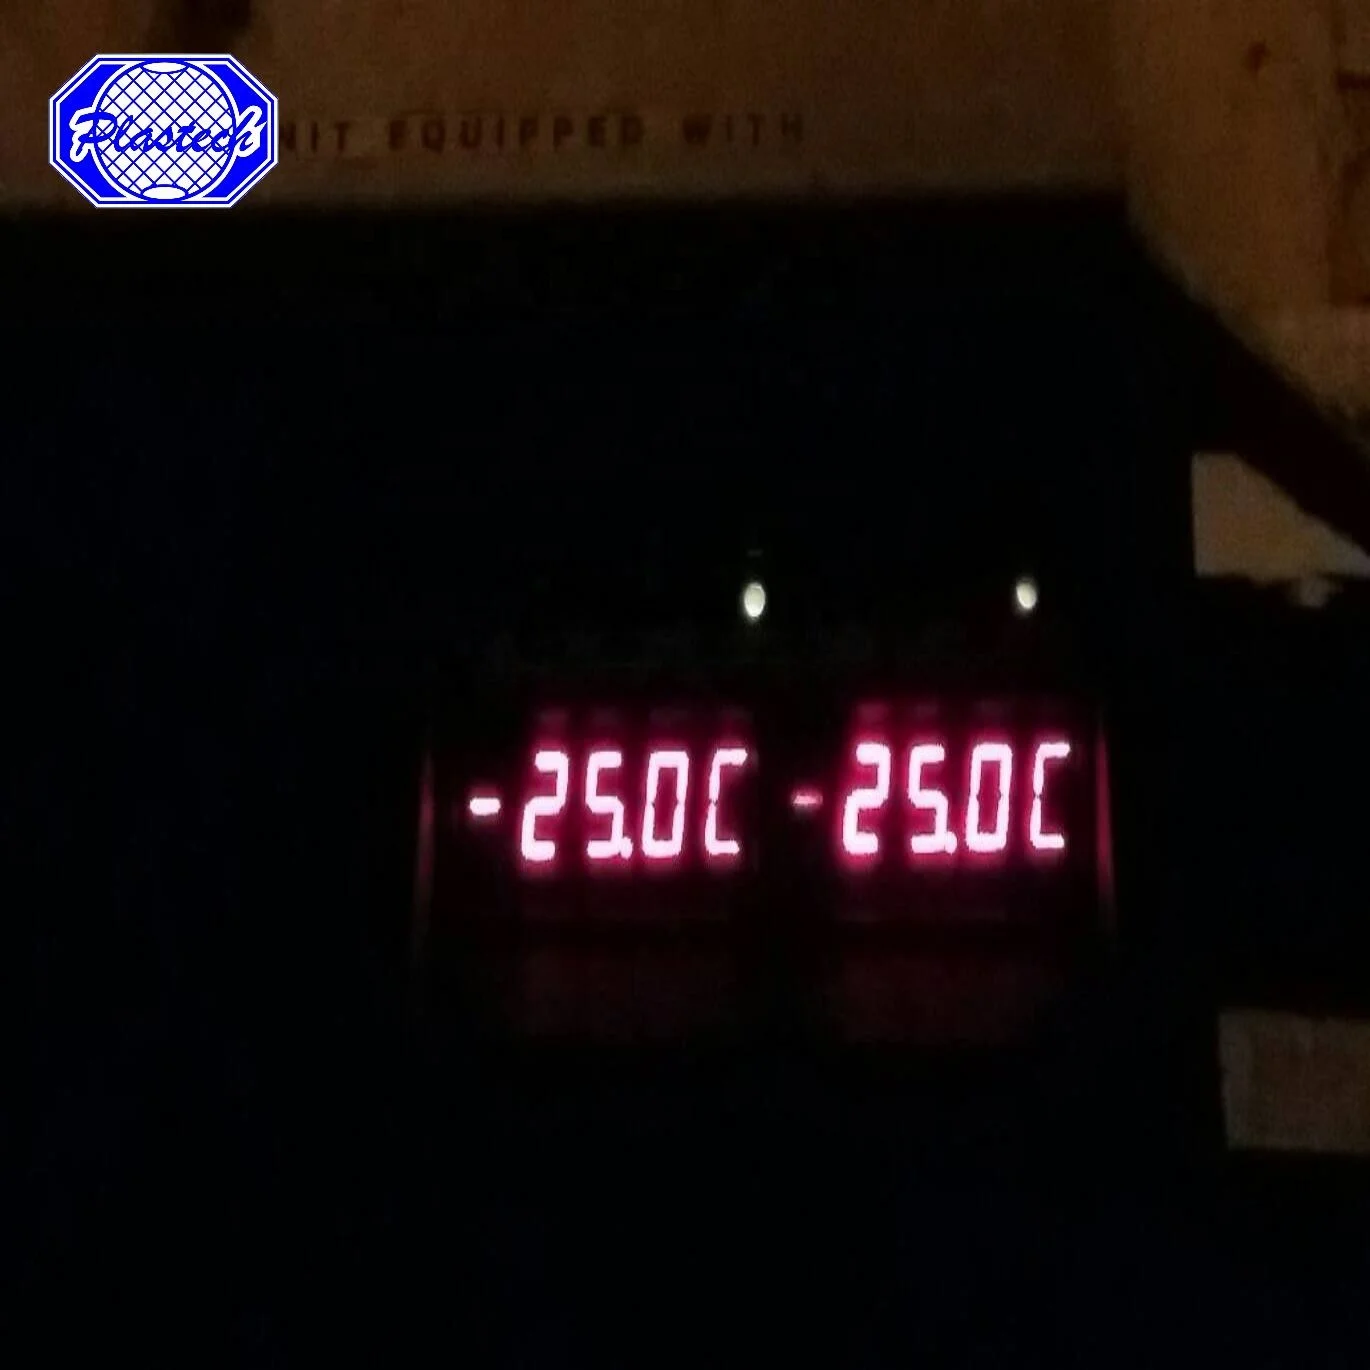 Plastech
NIT EQUIPPED WITH
-25.0C -25.0C